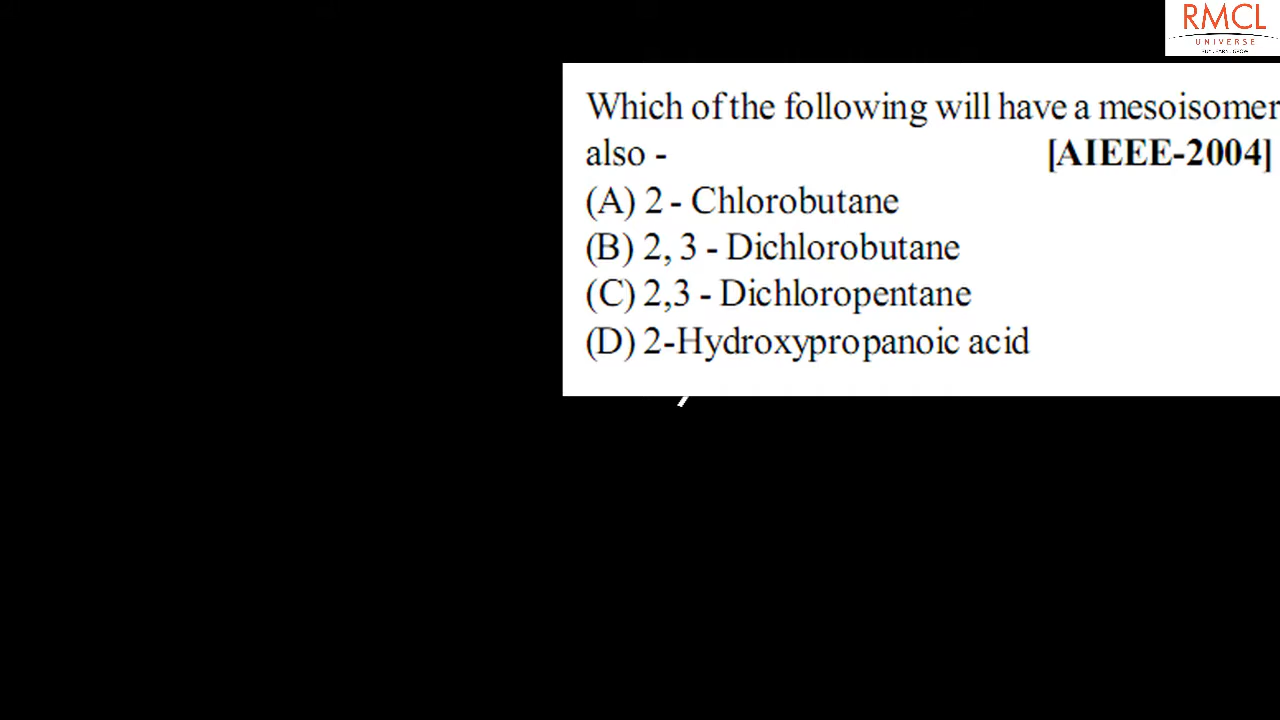 RMCL
UNIVERSE
Which of the following will have a mesoisomer
also - [AIEEE-2004]
(A) 2 - Chlorobutane
(B) 2, 3 - Dichlorobutane
(C) 2,3 - Dichloropentane
(D) 2-Hydroxypropanoic acid